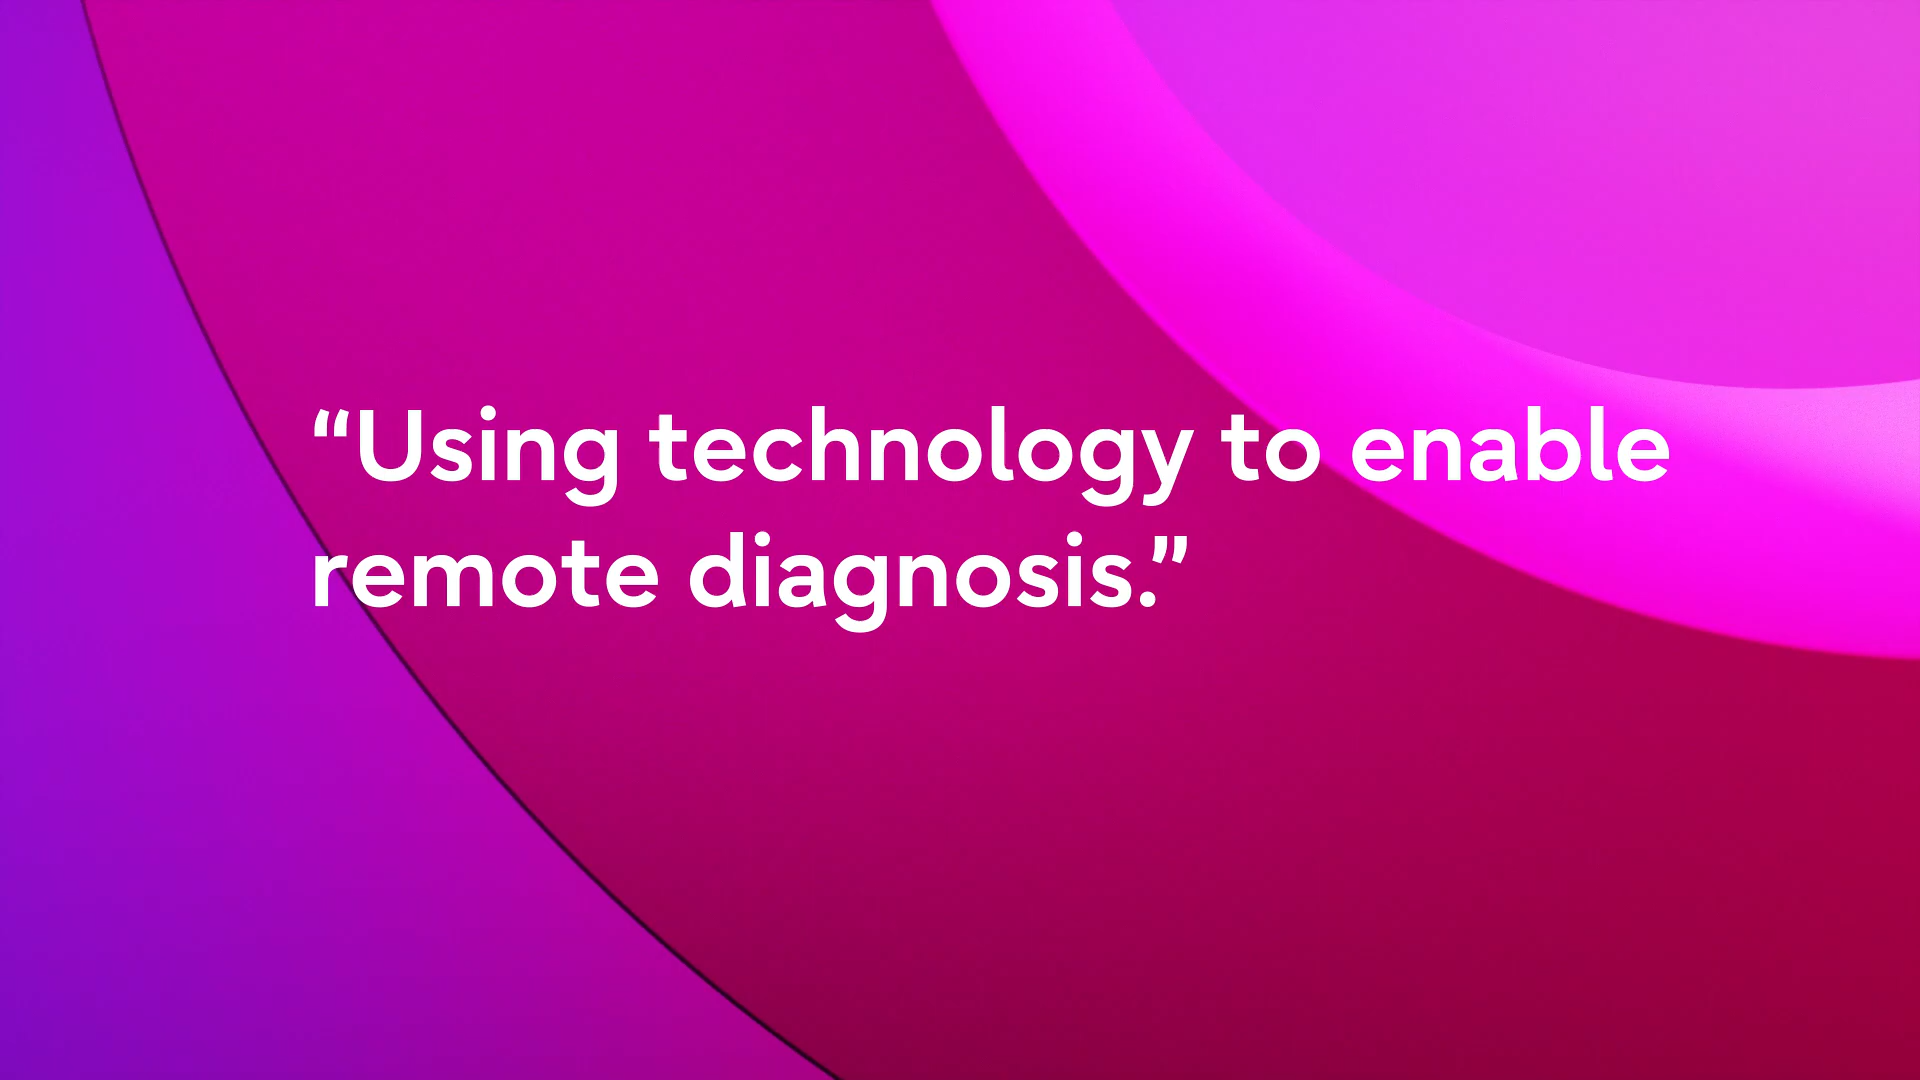 “Using technology to enable
remote diagnosis.”